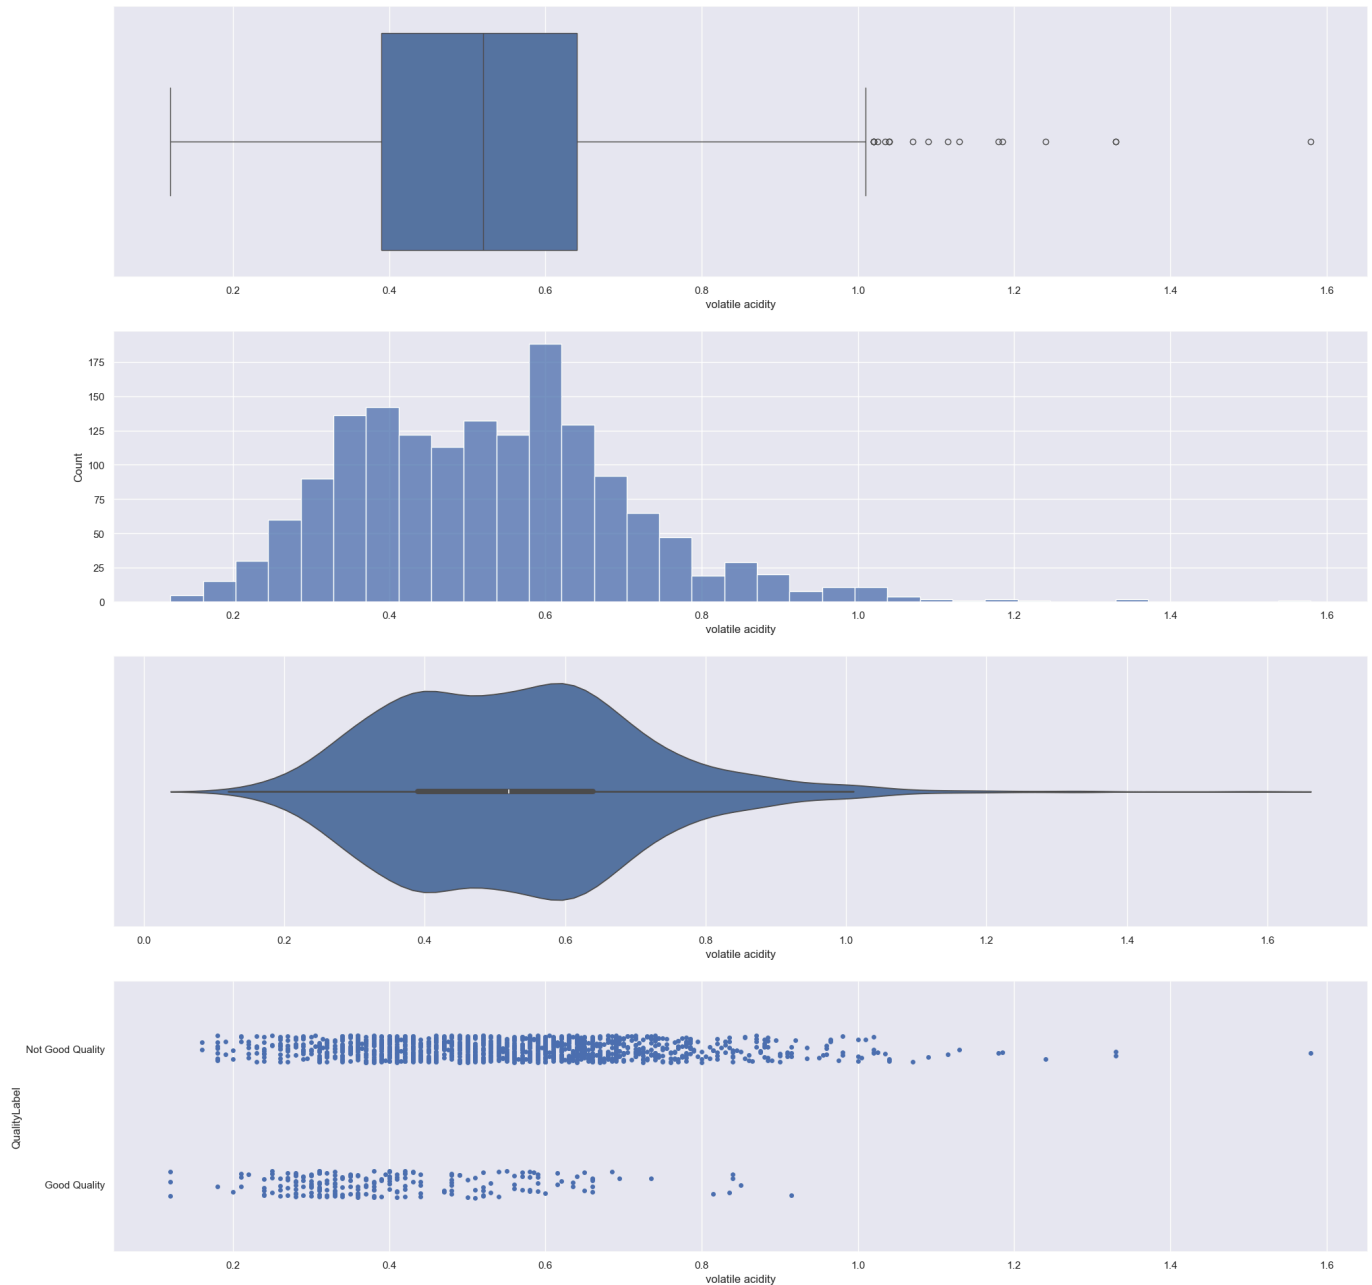 0.2 0.4 0.6 0.8 1.0 1.2 1.4 1.6
volatile acidity
175
150
125
100
75
50
25
0
Count
0.2 0.4 0.6 0.8 1.0 1.2 1.4 1.6
volatile acidity
0.0 0.2 0.4 0.6 0.8 1.0 1.2 1.4 1.6
volatile acidity
Not Good Quality
QualityLabel
Good Quality
0.2 0.4 0.6 0.8 1.0 1.2 1.4 1.6
volatile acidity